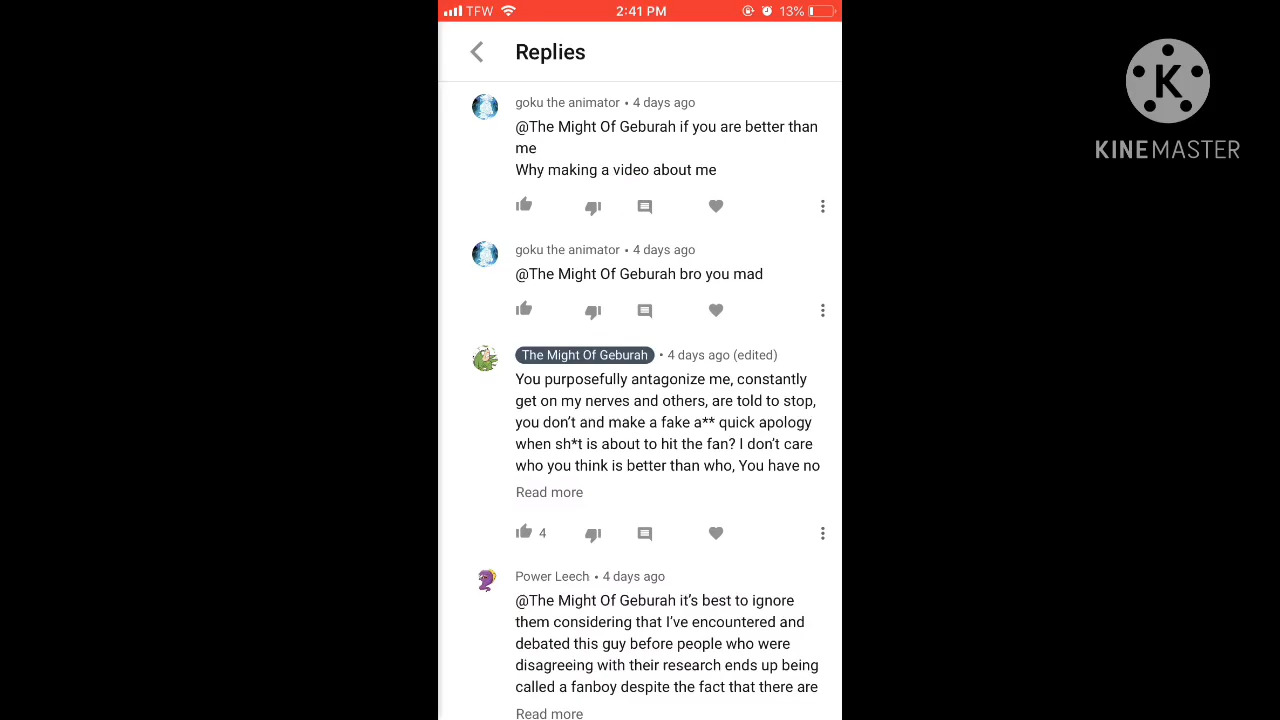 TFW 2:41 PM 13%
Replies
goku the animator • 4 days ago
@The Might Of Geburah if you are better than
me
Why making a video about me
goku the animator • 4 days ago
@The Might Of Geburah bro you mad
The Might Of Geburah • 4 days ago (edited)
You purposefully antagonize me, constantly
get on my nerves and others, are told to stop,
you don’t and make a fake a** quick apology
when sh*t is about to hit the fan? I don’t care
who you think is better than who, You have no
Read more
4
Power Leech • 4 days ago
@The Might Of Geburah it’s best to ignore
them considering that I’ve encountered and
debated this guy before people who were
disagreeing with their research ends up being
called a fanboy despite the fact that there are
Read more
K
KINEMASTER